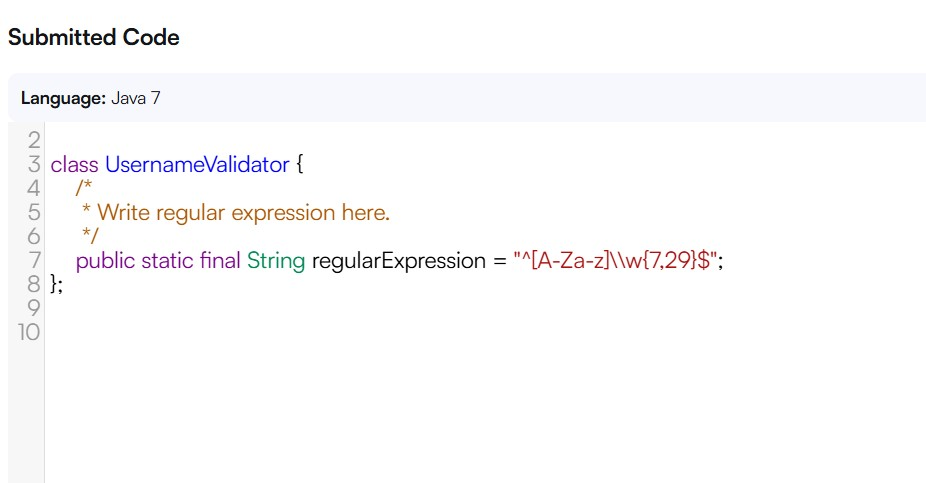 Submitted Code
Language: Java 7
2
3 class UsernameValidator {
4 /*
5 * Write regular expression here.
6 */
7 public static final String regularExpression = "^[A-Za-z]\\w{7,29}$";
8 };
9
10